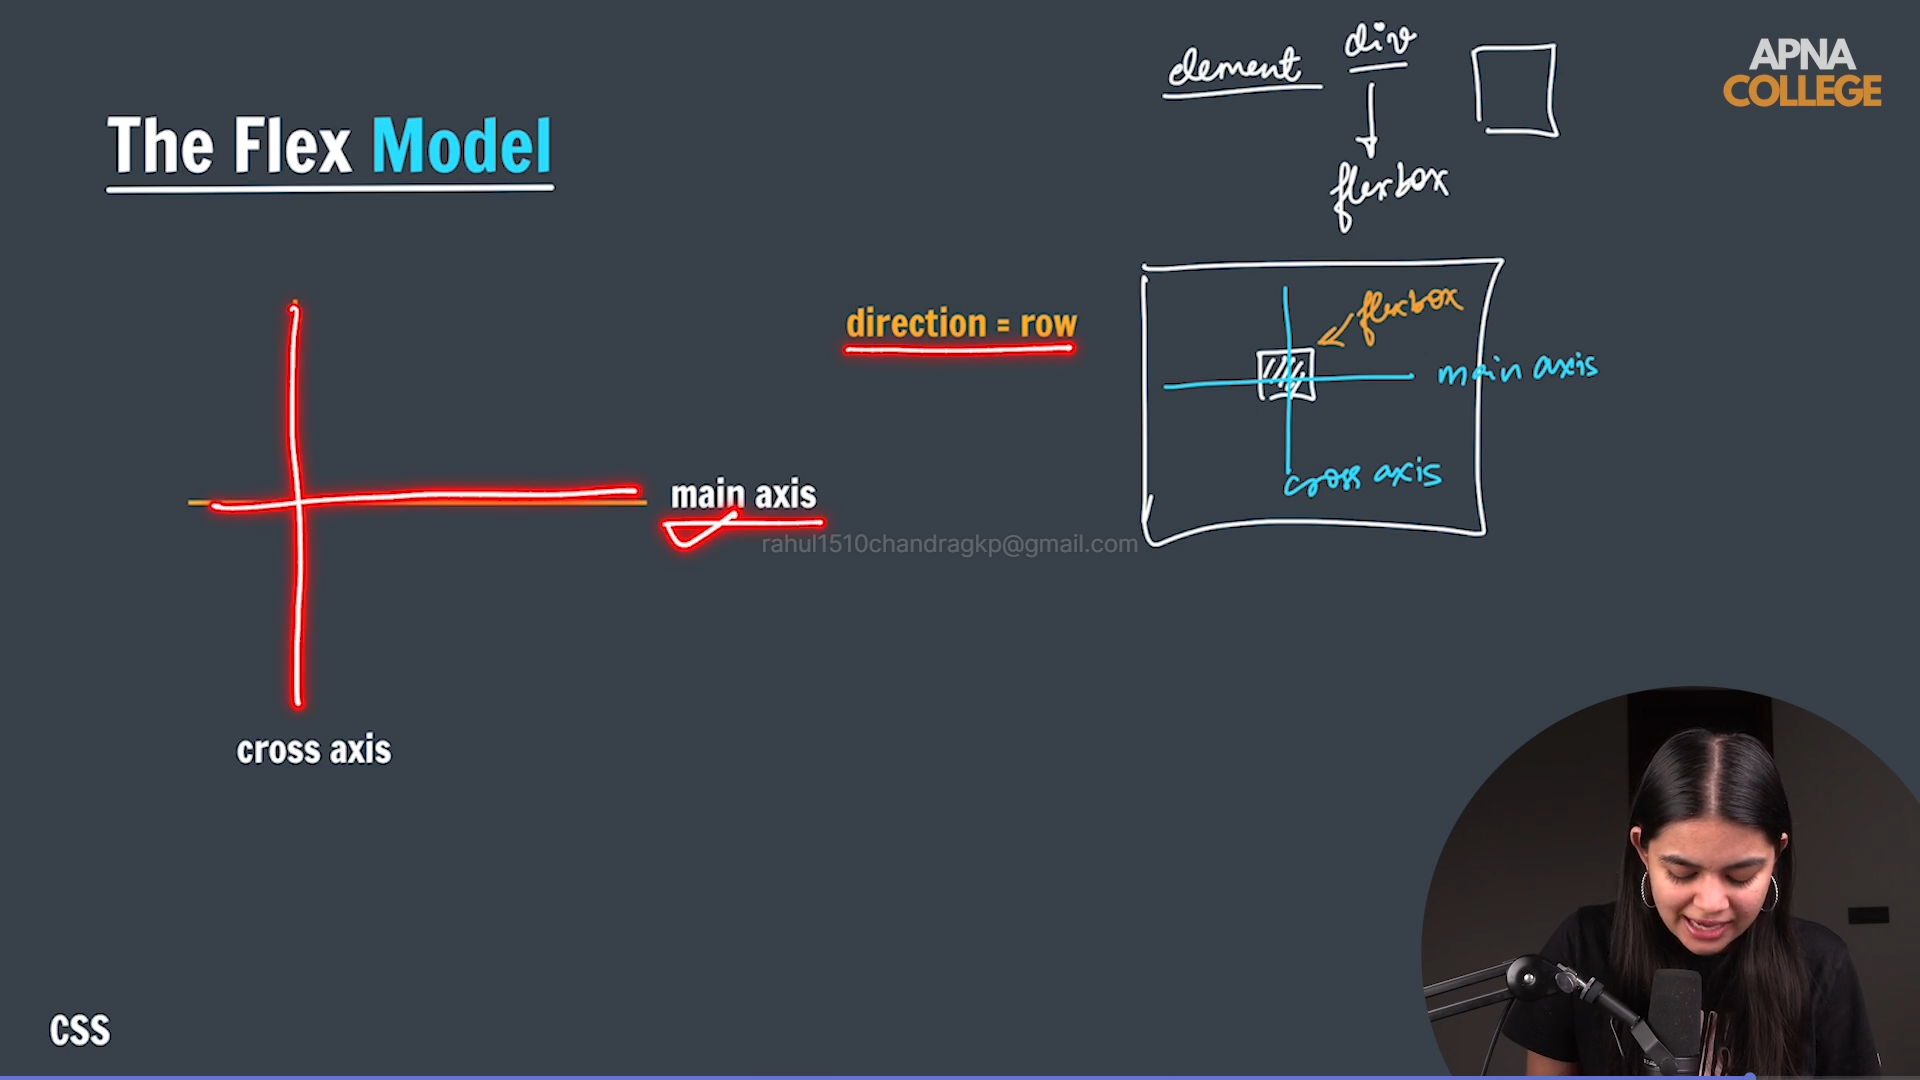 element
div
APNA
COLLEGE
The Flex Model
flexbox
direction = row
flexbox
main axis
cross axis
main axis
rahul1510chandragkp@gmail.com
cross axis
CSS